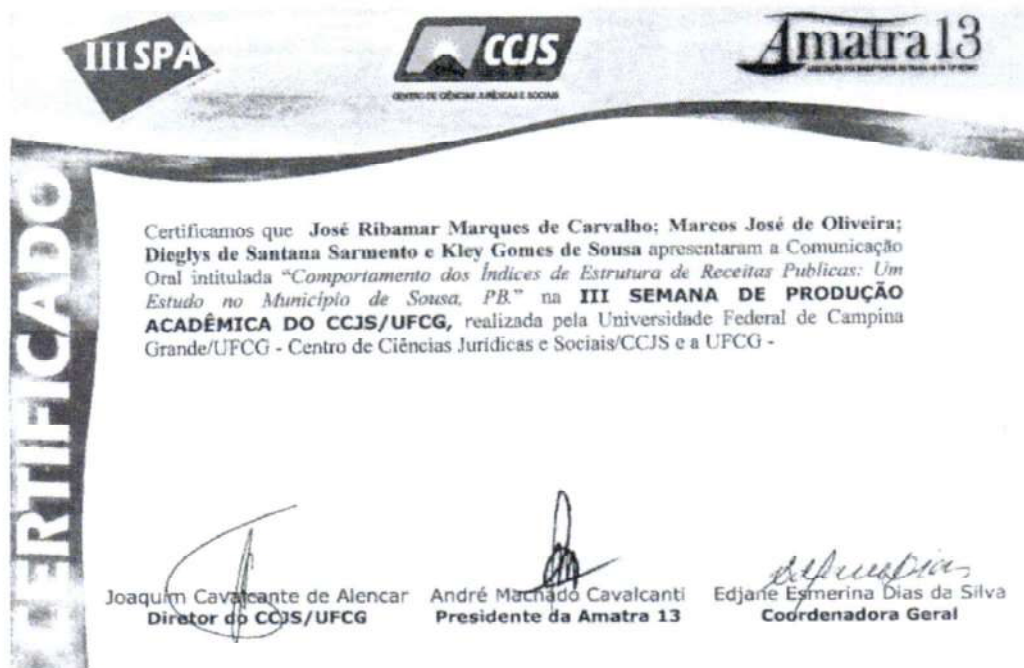 III SPA
CCJS
CENTRO DE CIÊNCIAS JURÍDICAS E SOCIAIS
Amatra 13
CERTIFICADO
Certificamos que José Ribamar Marques de Carvalho; Marcos José de Oliveira;
Dieglys de Santana Sarmento e Kley Gomes de Sousa apresentaram a Comunicação
Oral intitulada “Comportamento dos Índices de Estrutura de Receitas Publicas: Um
Estudo no Município de Sousa, PB.” na III SEMANA DE PRODUÇÃO
ACADÊMICA DO CCJS/UFCG, realizada pela Universidade Federal de Campina
Grande/UFCG - Centro de Ciências Jurídicas e Sociais/CCJS e a UFCG -
Joaquim Cavalcante de Alencar
Diretor do CCJS/UFCG
André Machado Cavalcanti
Presidente da Amatra 13
Edjane Esmerina Dias da Silva
Coordenadora Geral